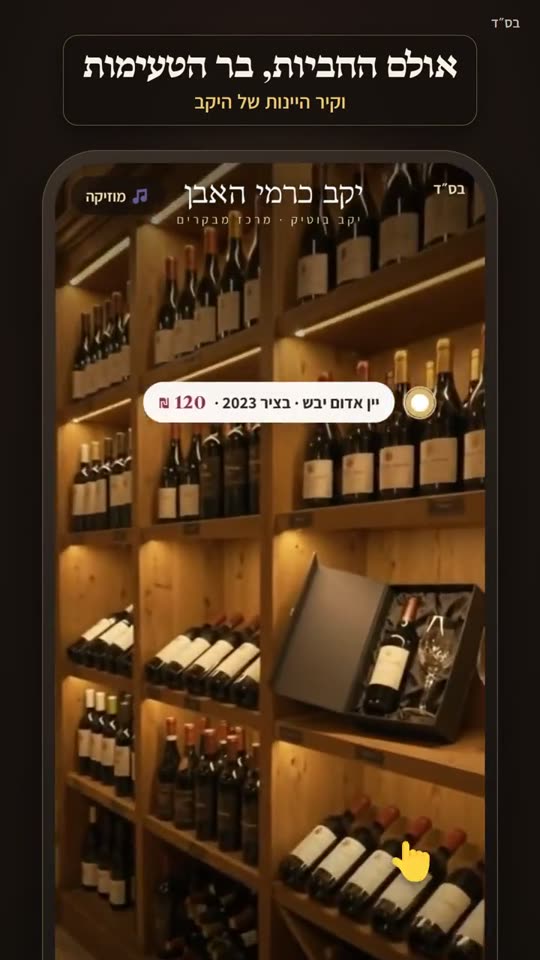 בס״ד
אולם החביות, בר הטעימות
וקיר היינות של היקב
בס״ד
יקב כרמי האבן
מוזיקה
יקב בוטיק · מרכז מבקרים
יין אדום יבש · בציר 2023 · 120 ₪